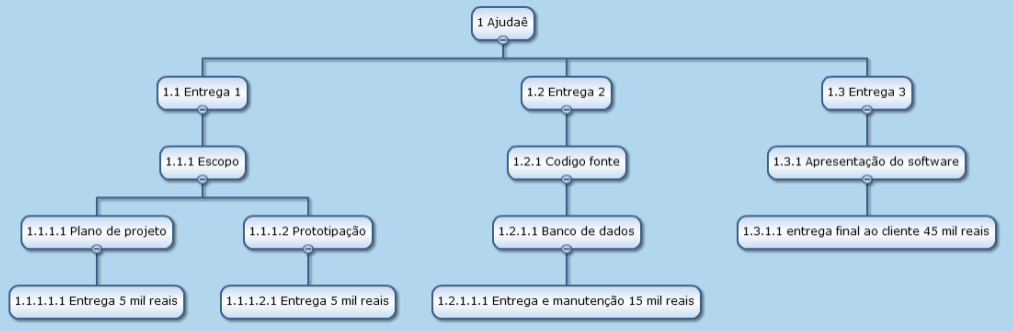 1 Ajudaê
1.1 Entrega 1
1.2 Entrega 2
1.3 Entrega 3
1.1.1 Escopo
1.2.1 Codigo fonte
1.3.1 Apresentação do software
1.1.1.1 Plano de projeto
1.1.1.2 Prototipação
1.2.1.1 Banco de dados
1.3.1.1 entrega final ao cliente 45 mil reais
1.1.1.1.1 Entrega 5 mil reais
1.1.1.2.1 Entrega 5 mil reais
1.2.1.1.1 Entrega e manutenção 15 mil reais